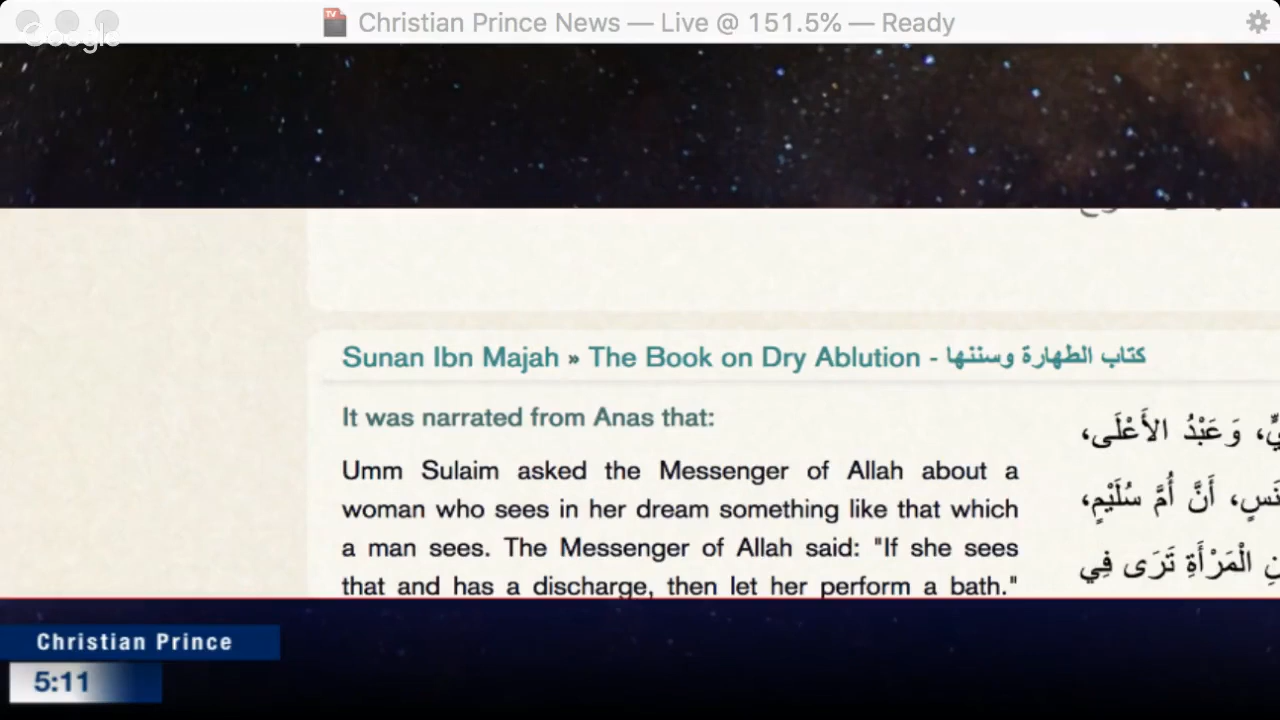 Google
Christian Prince News — Live @ 151.5% — Ready
Sunan Ibn Majah » The Book on Dry Ablution - كتاب الطهارة وسننها
It was narrated from Anas that:
Umm Sulaim asked the Messenger of Allah about a
woman who sees in her dream something like that which
a man sees. The Messenger of Allah said: "If she sees
that and has a discharge, then let her perform a bath."
وَعَبْدُ الأَعْلَى،
أَنَّ أُمَّ سُلَيْمٍ،
الْمَرْأَةِ تَرَى فِي
Christian Prince
5:11